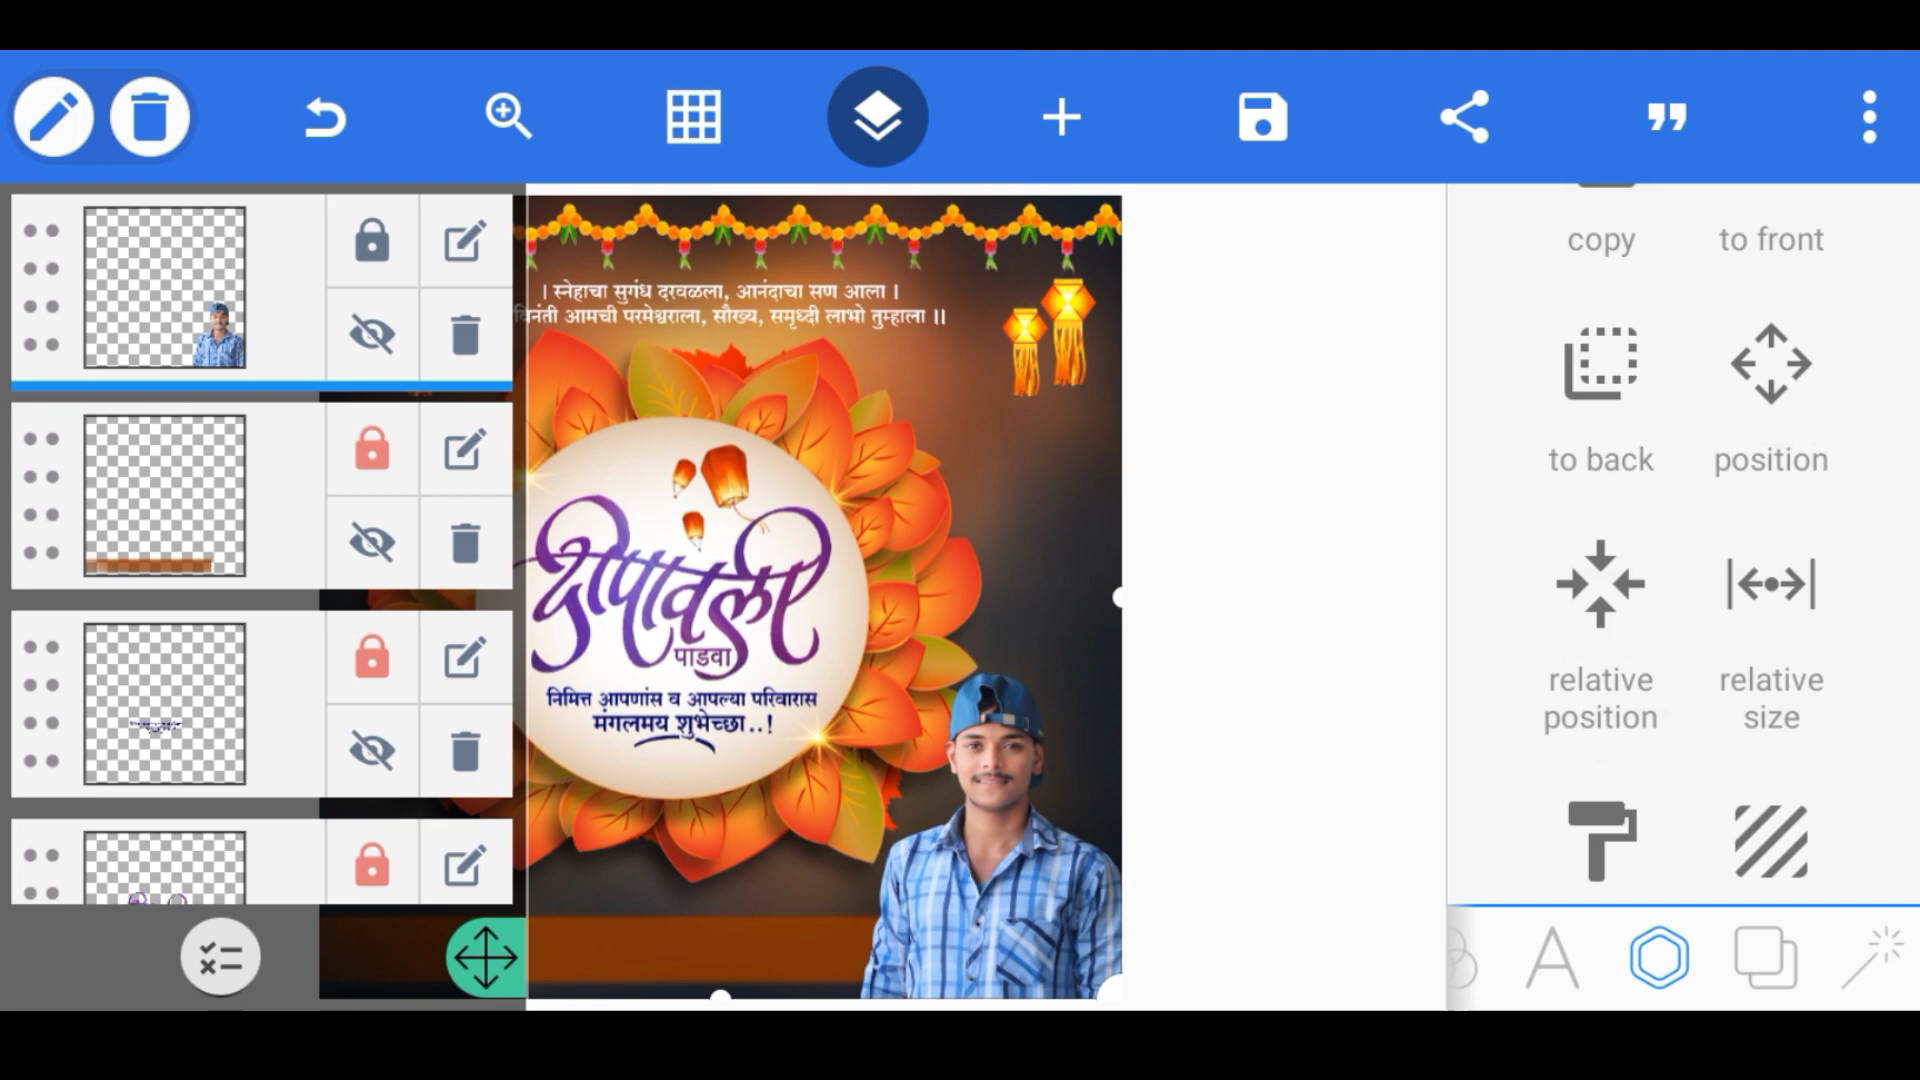 copy
to front
। स्नेहाचा सुगंध दरवळला, आनंदाचा सण आला ।
आमची परमेश्वराला, सौख्य, समृध्दी लाभो तुम्हाला ।।
to back
position
दीपावली
पाडवा
निमित्त आपणांस व आपल्या परिवारास
मंगलमय शुभेच्छा..!
relative position
relative size